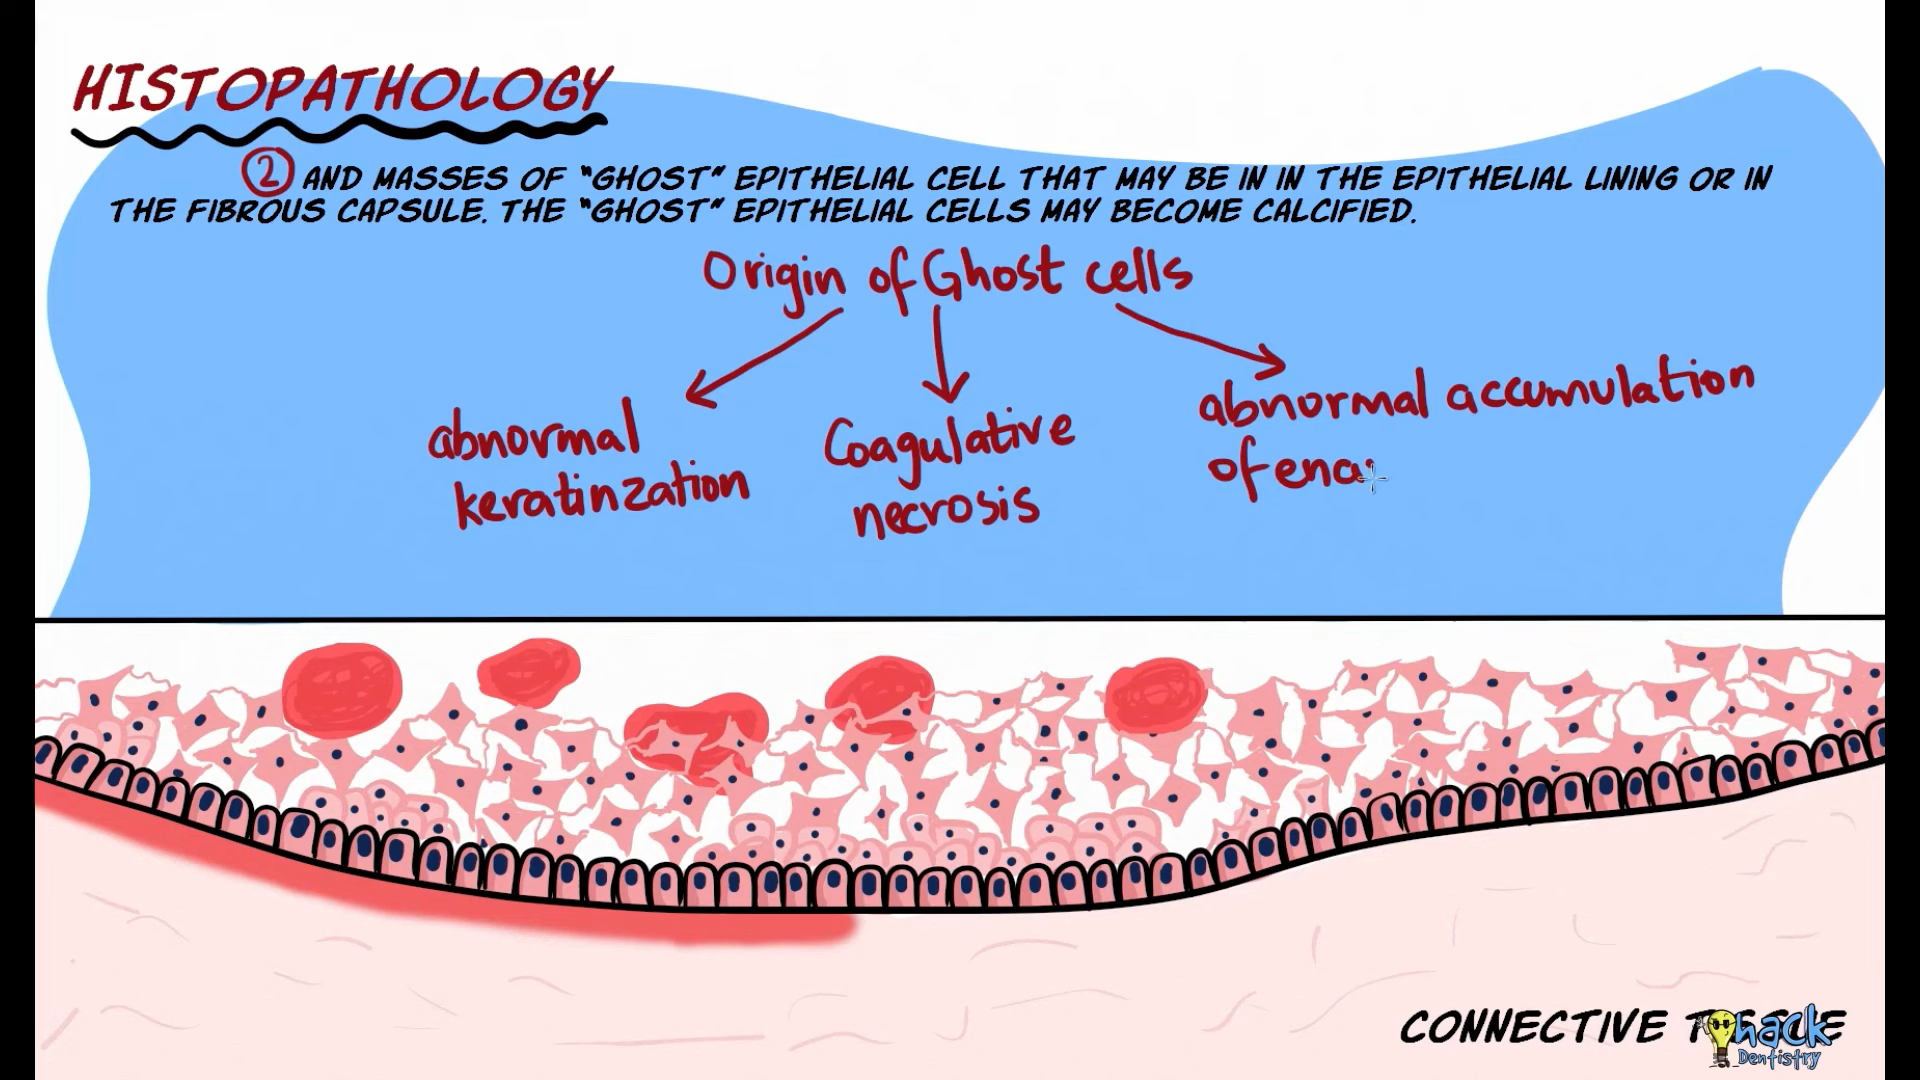 HISTOPATHOLOGY
2 AND MASSES OF "GHOST" EPITHELIAL CELL THAT MAY BE IN IN THE EPITHELIAL LINING OR IN
THE FIBROUS CAPSULE. THE "GHOST" EPITHELIAL CELLS MAY BECOME CALCIFIED.
Origin of Ghost cells
abnormal
keratinzation
Coagulative
necrosis
abnormal accumulation
of ena
CONNECTIVE
hack
Dentistry